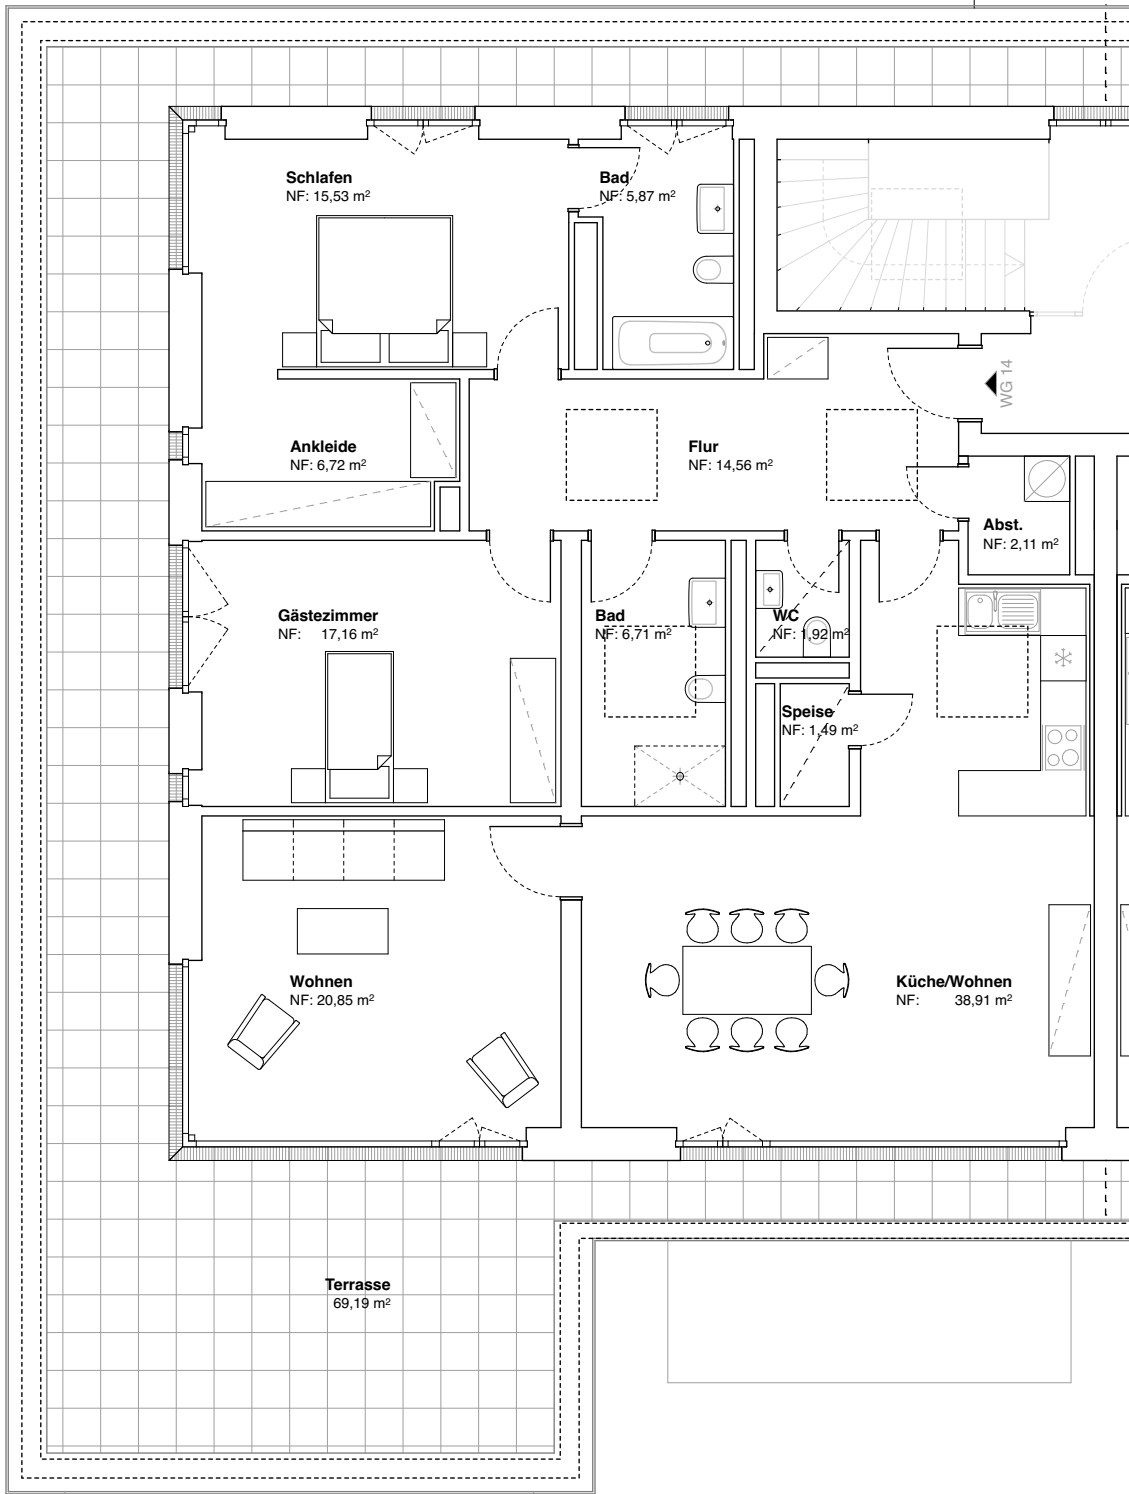 Schlafen
NF: 15,53 m²
Bad
NF: 5,87 m²
WG 14
Ankleide
NF: 6,72 m²
Flur
NF: 14,56 m²
Abst.
NF: 2,11 m²
Gästezimmer
NF: 17,16 m²
Bad
NF: 6,71 m²
WC
NF: 1,92 m²
Speise
NF: 1,49 m²
Wohnen
NF: 20,85 m²
Küche/Wohnen
NF: 38,91 m²
Terrasse
69,19 m²